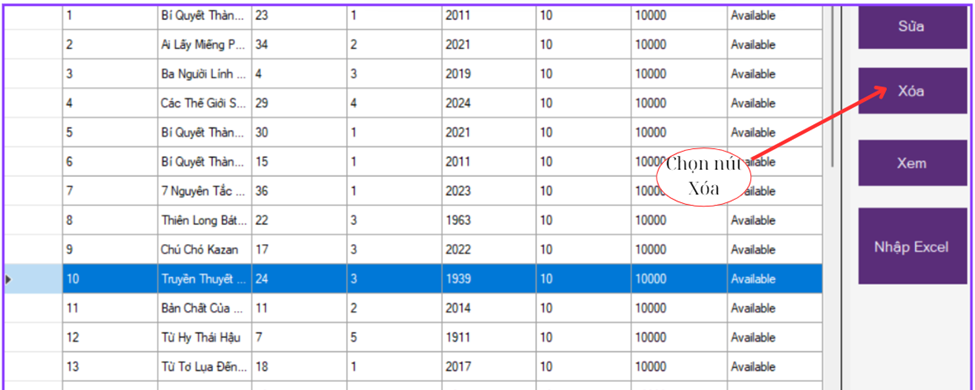 1 Bí Quyết Thàn... 23 1 2011 10 10000 Available
2 Ai Lấy Miếng P... 34 2 2021 10 10000 Available
3 Ba Người Lính ... 4 3 2019 10 10000 Available
4 Các Thế Giới S... 29 4 2024 10 10000 Available
5 Bí Quyết Thàn... 30 1 2021 10 10000 Available
6 Bí Quyết Thàn... 15 1 2011 10 10000 ailable
7 7 Nguyên Tắc ... 36 1 2023 10 1000 ailable
8 Thiên Long Bát... 22 3 1963 10 10000 Available
9 Chú Chó Kazan 17 3 2022 10 10000 Available
10 Truyền Thuyết ... 24 3 1939 10 10000 Available
11 Bản Chất Của ... 11 2 2014 10 10000 Available
12 Từ Hy Thái Hậu 7 5 1911 10 10000 Available
13 Từ Tơ Lụa Đến... 18 1 2017 10 10000 Available
Chọn nút
Xóa
Sửa
Xóa
Xem
Nhập Excel